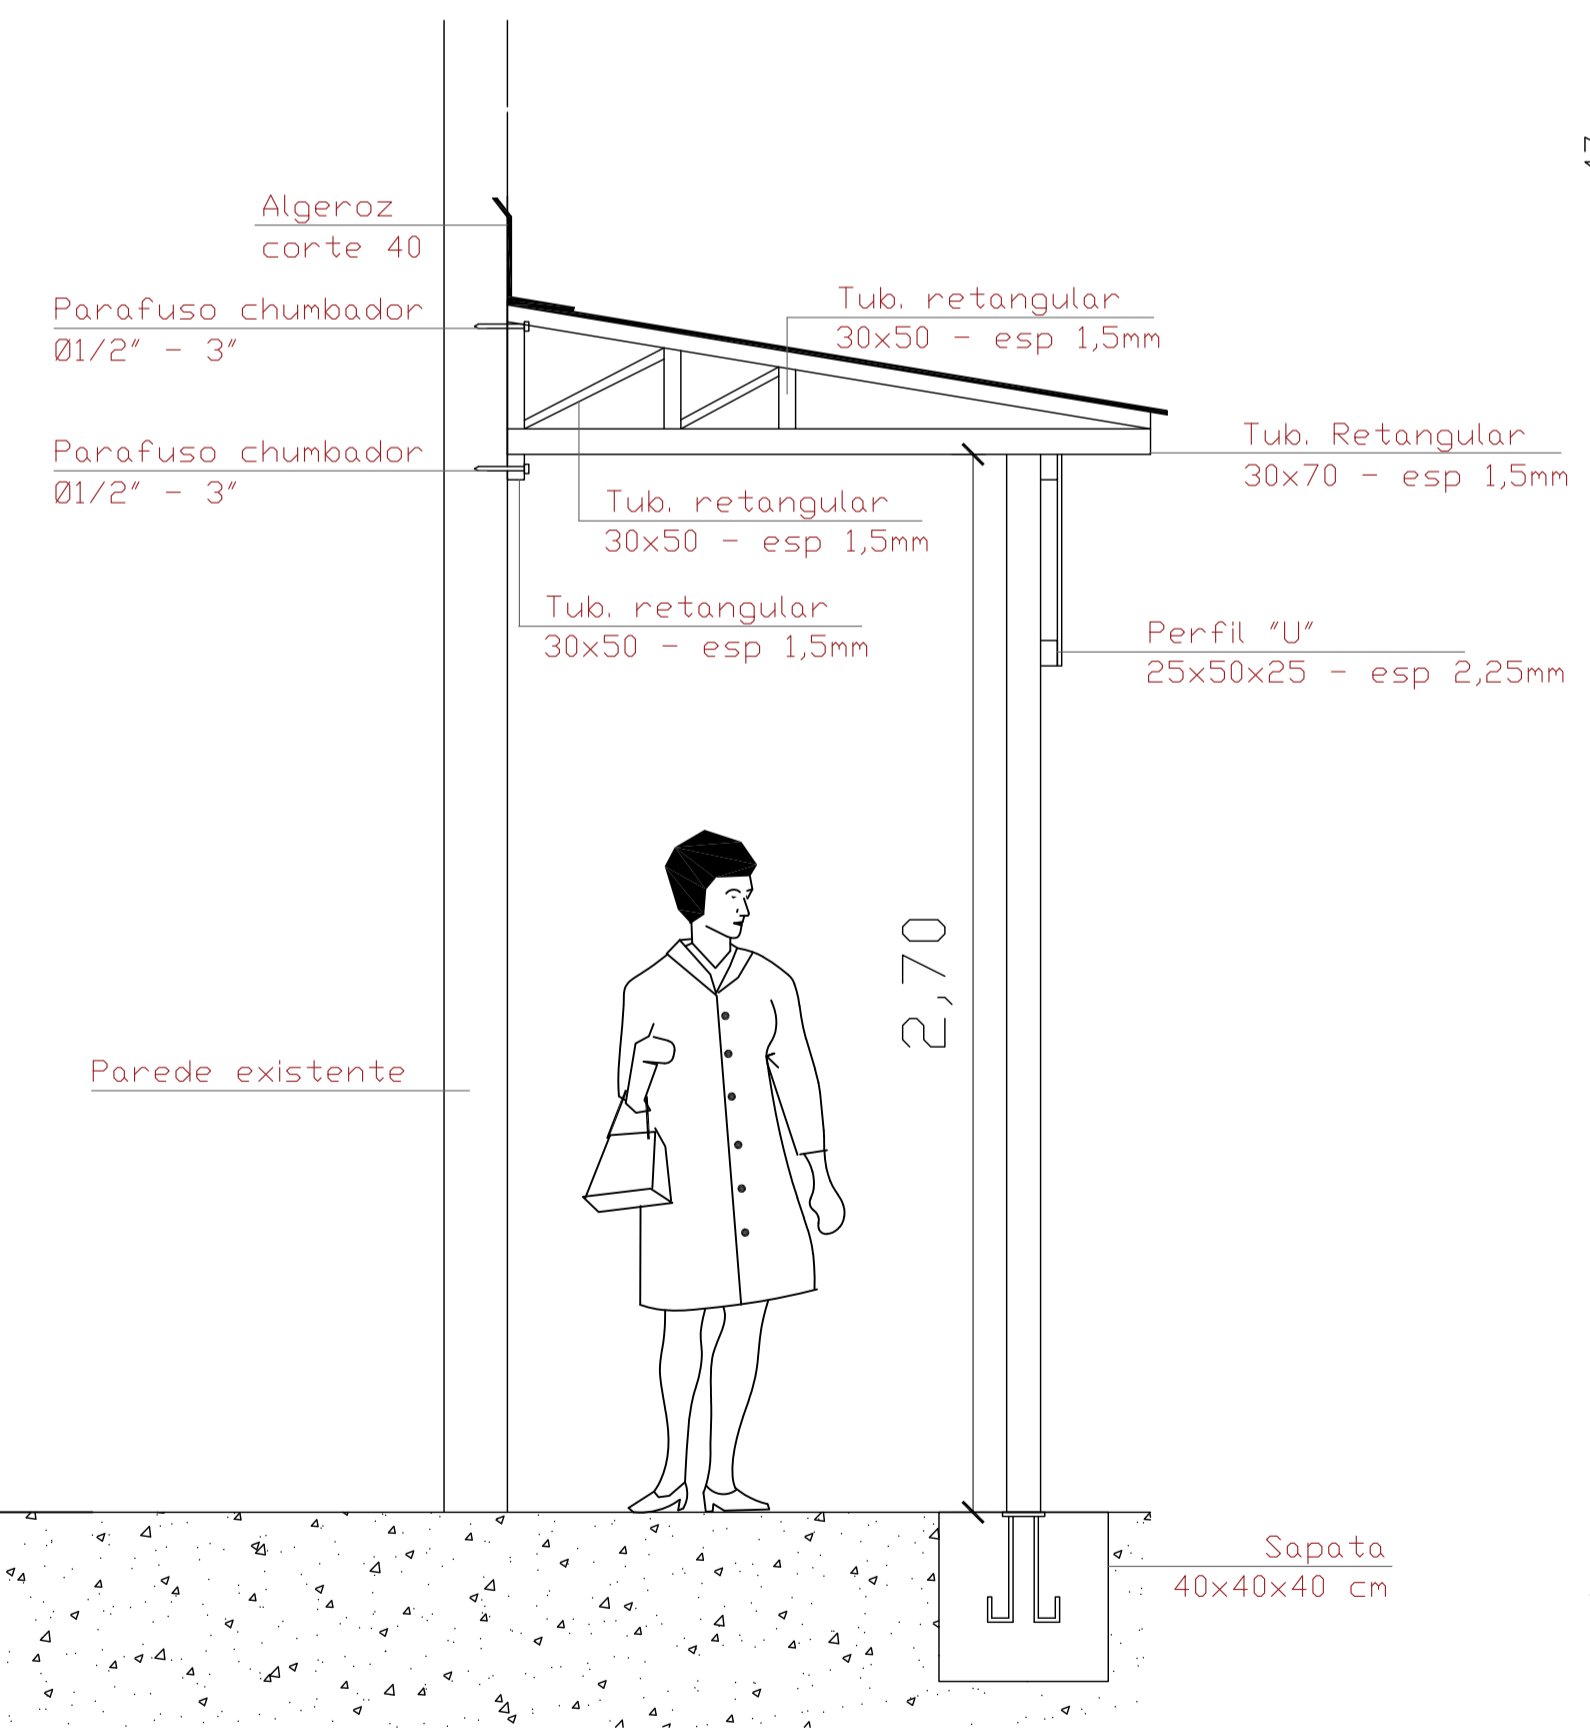 Algeroz
corte 40
Parafuso chumbador
Ø1/2" - 3"
Tub. retangular
30x50 - esp 1,5mm
Parafuso chumbador
Ø1/2" - 3"
Tub. Retangular
30x70 - esp 1,5mm
Tub. retangular
30x50 - esp 1,5mm
Tub. retangular
30x50 - esp 1,5mm
Perfil "U"
25x50x25 - esp 2,25mm
2,70
Parede existente
Sapata
40x40x40 cm